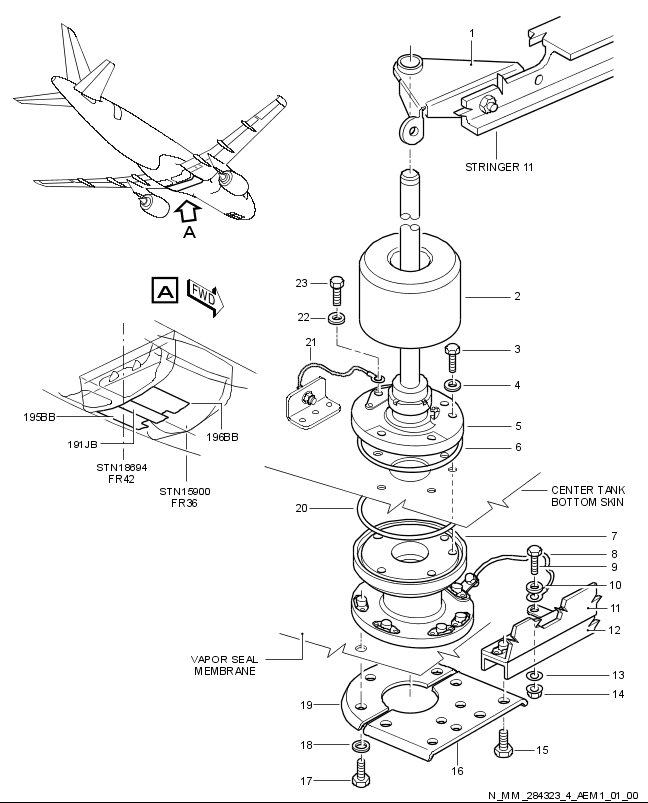 1
STRINGER 11
A
A
FWD
23
22
21
2
3
4
5
6
195BB
191JB
196BB
STN18694
FR42
STN15900
FR36
CENTER TANK
BOTTOM SKIN
20
7
8
9
10
11
12
VAPOR SEAL
MEMBRANE
13
14
19
18
17
16
15
N_MM_284323_4_AEM1_01_00